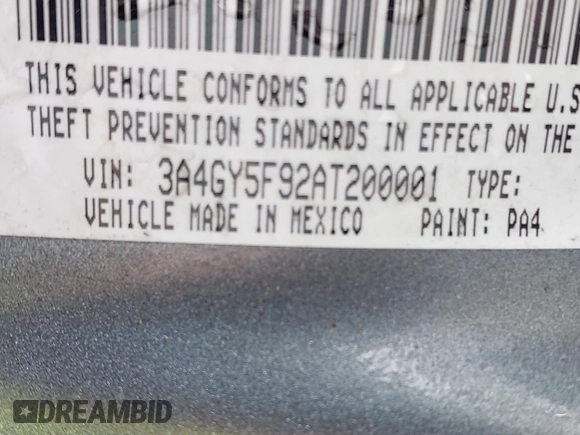 THIS VEHICLE CONFORMS TO ALL APPLICABLE U.S
THEFT PREVENTION STANDARDS IN EFFECT ON THE
VIN: 3A4GY5F92AT200001 TYPE:
VEHICLE MADE IN MEXICO PAINT: PA4
DREAMBID